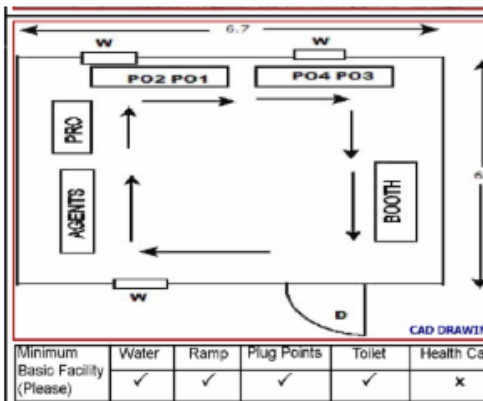 6.7
W W
PO2 PO1 PO4 PO3
PRO
AGENTS
BOOTH
W
D
CAD DRAWIN
Minimum Basic Facility (Please) Water Ramp Plug Points Toilet Health Ca
✓ ✓ ✓ ✓ x